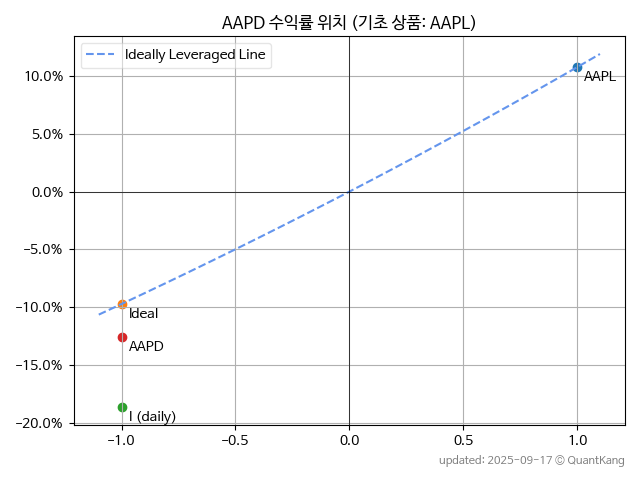 AAPD 수익률 위치 (기초 상품: AAPL)
Ideally Leveraged Line
10.0%
5.0%
0.0%
−5.0%
−10.0%
−15.0%
−20.0%
AAPL
Ideal
AAPD
I (daily)
−1.0 −0.5 0.0 0.5 1.0
updated: 2025-09-17 © QuantKang